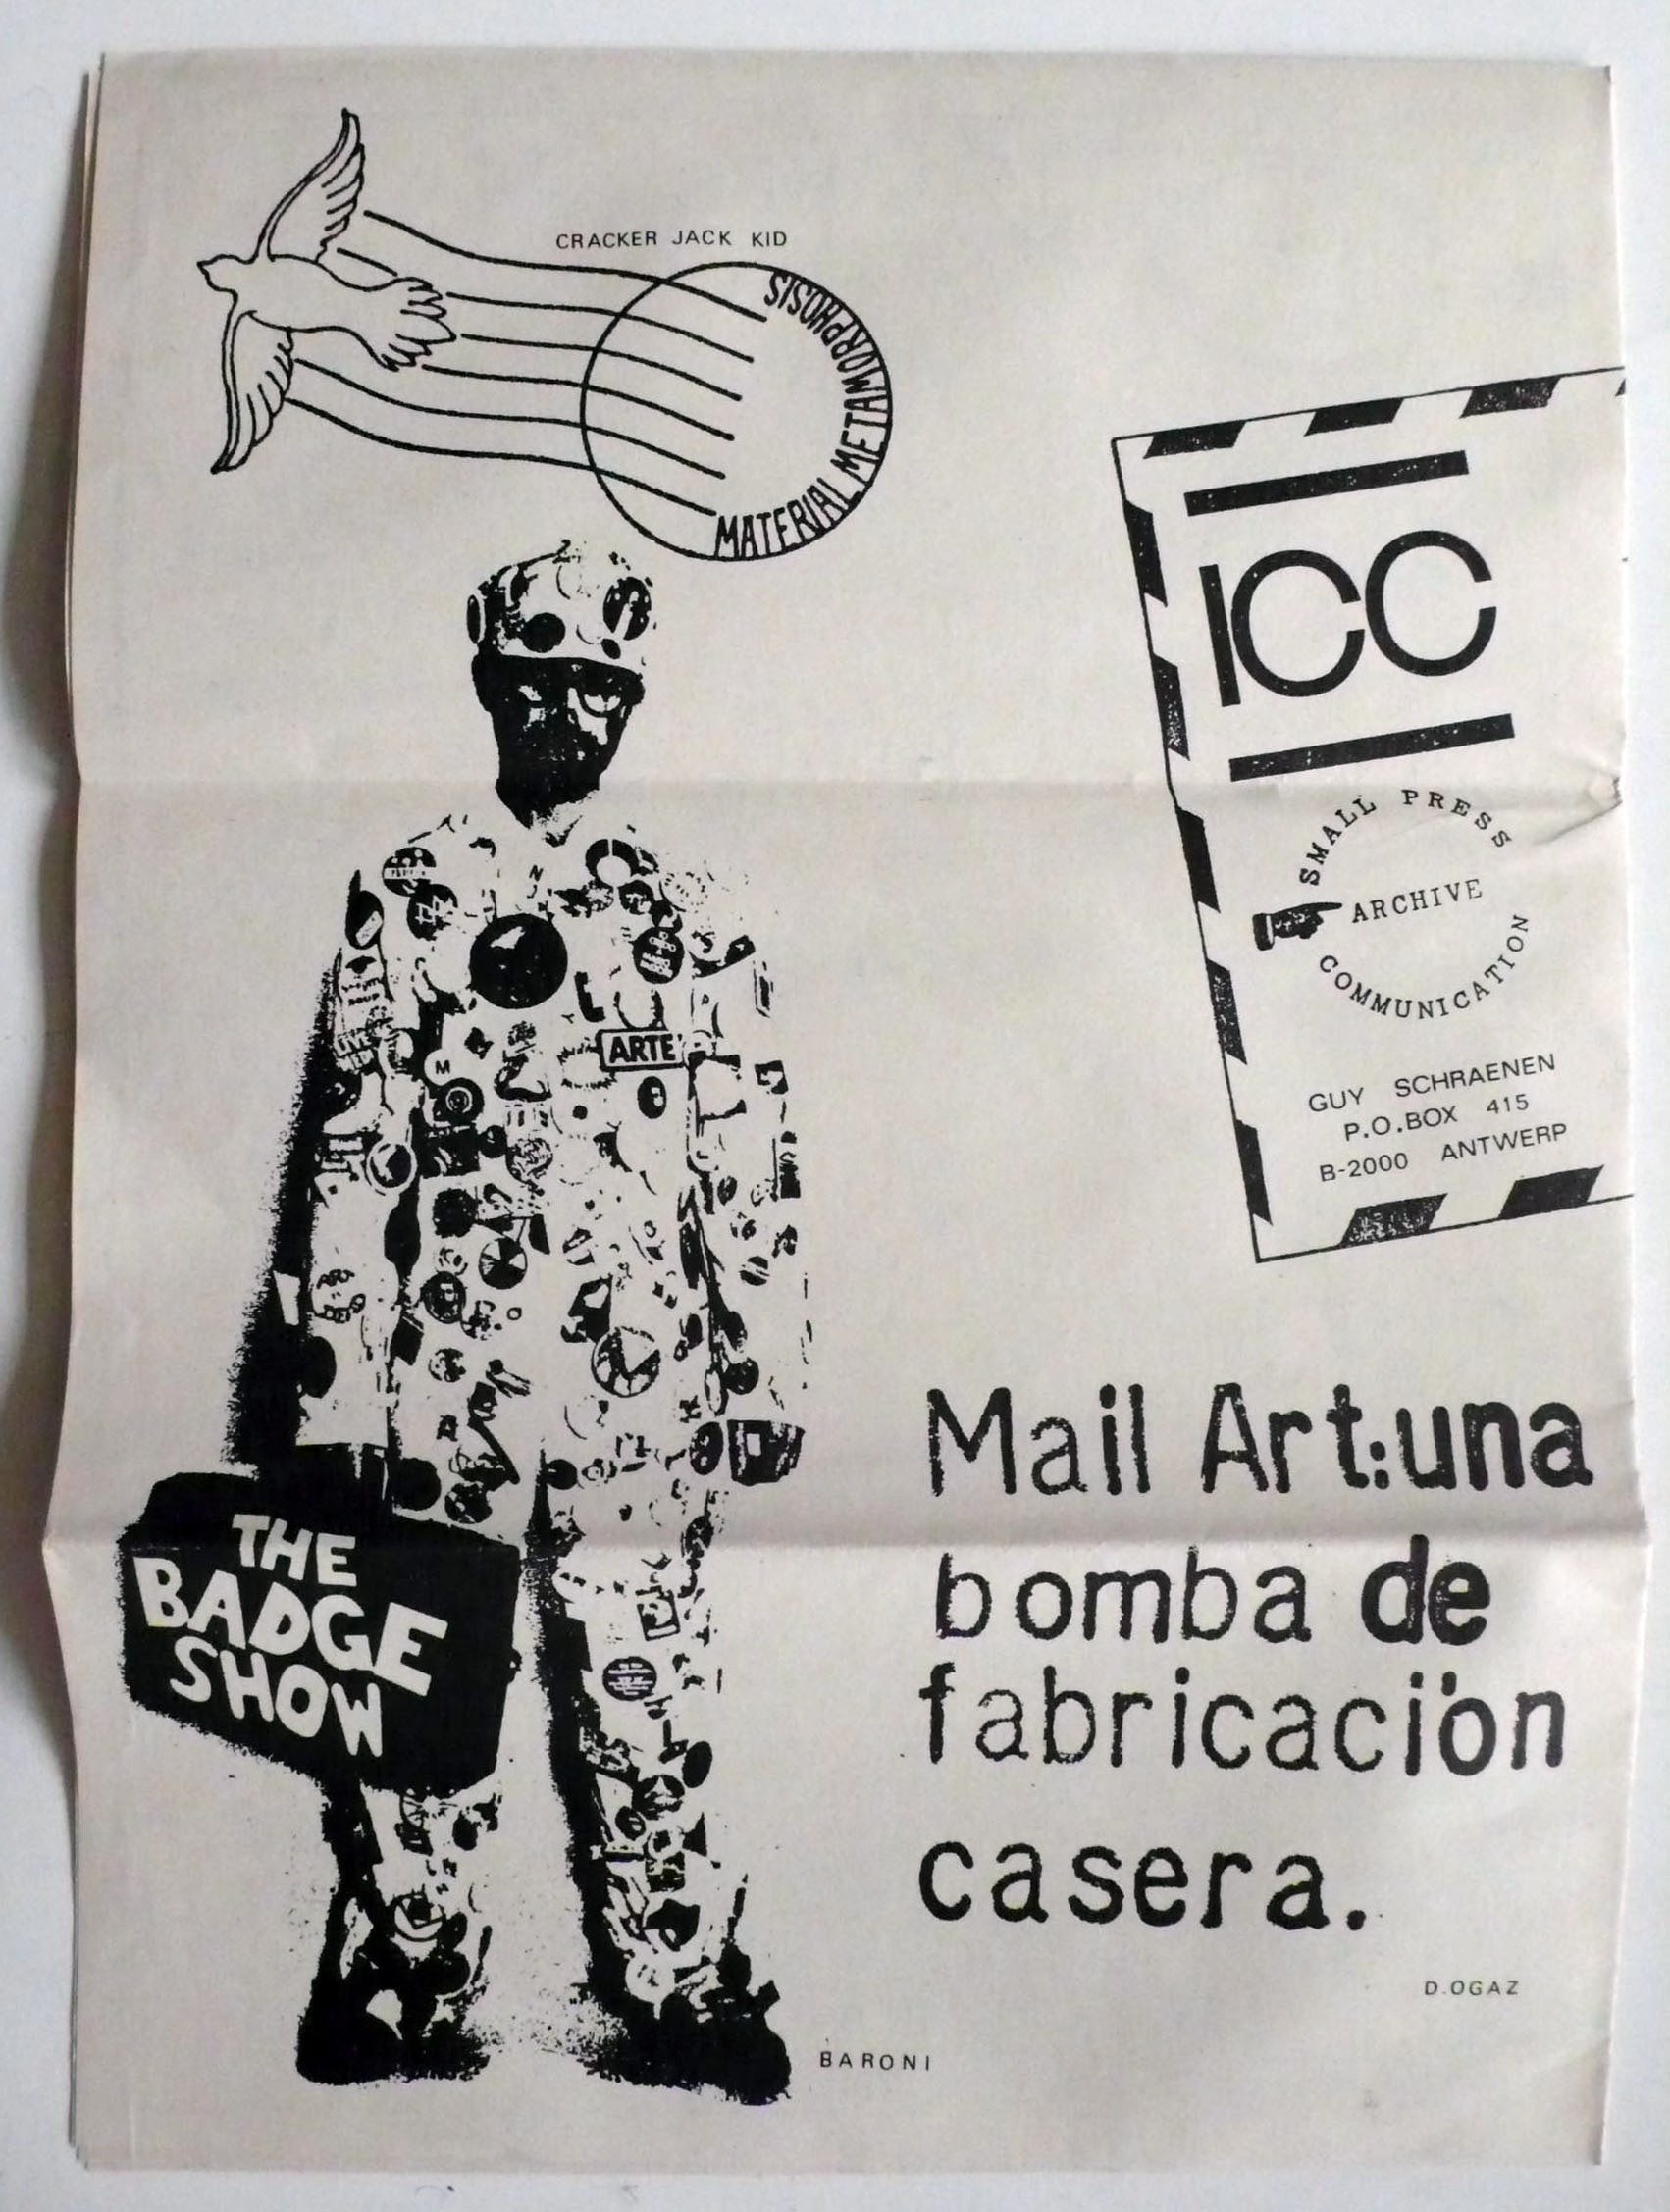 CRACKER JACK KID
MATERIAL METAMORPHOSIS
ICC
SMALL PRESS
ARCHIVE
COMMUNICATION
GUY SCHRAENEN
P.O.BOX 415
B-2000 ANTWERP
ARTE
M
THE
BADGE
SHOW
Mail Art:una
bomba de
fabricaciön
casera.
D.OGAZ
BARONI